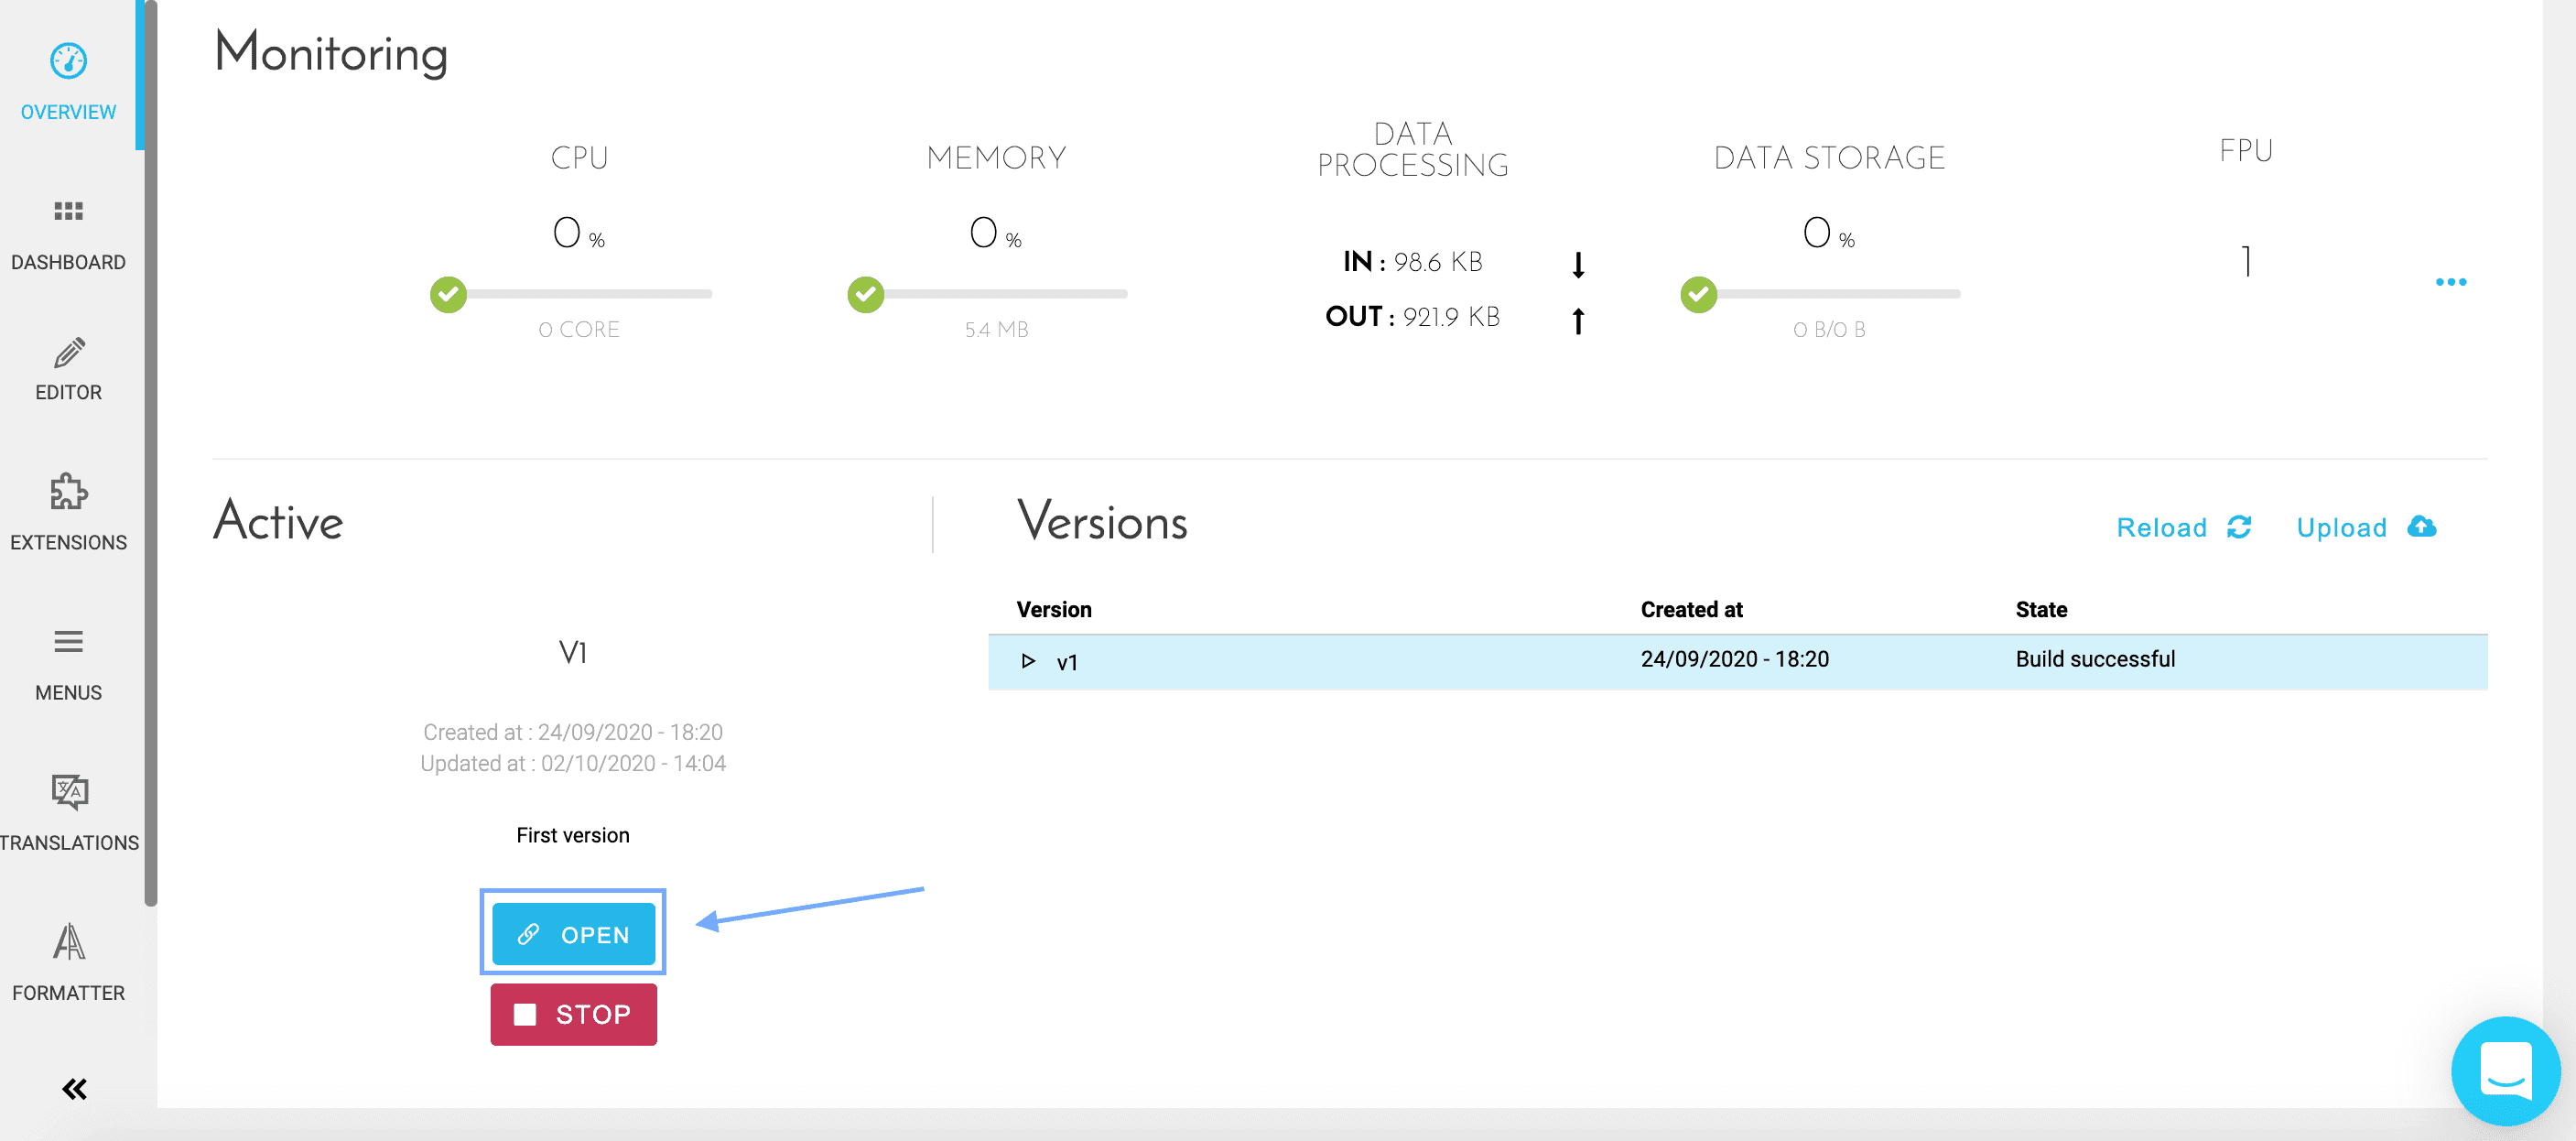 OVERVIEW
DASHBOARD
EDITOR
EXTENSIONS
MENUS
TRANSLATIONS
FORMATTER
Monitoring
CPU
0 %
0 CORE
MEMORY
0 %
5.4 MB
DATA
PROCESSING
IN : 98.6 KB
OUT : 921.9 KB
DATA STORAGE
0 %
0 B/0 B
FPU
1
Active
V1
Created at : 24/09/2020 - 18:20
Updated at : 02/10/2020 - 14:04
First version
OPEN
STOP
Versions
Reload
Upload
Version Created at State
v1 24/09/2020 - 18:20 Build successful